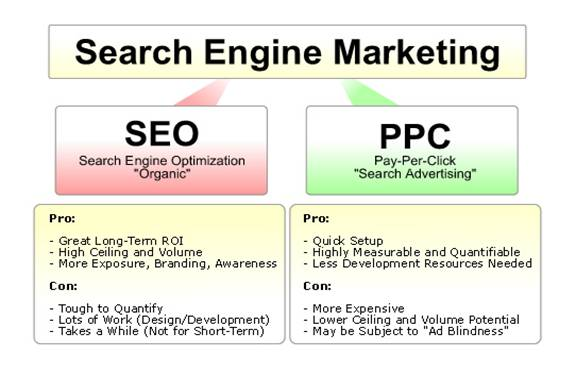 Search Engine Marketing
SEO
Search Engine Optimization
"Organic"
PPC
Pay-Per-Click
"Search Advertising"
Pro:
- Great Long-Term ROI
- High Ceiling and Volume
- More Exposure, Branding, Awareness
Con:
- Tough to Quantify
- Lots of Work (Design/Development)
- Takes a While (Not for Short-Term)
Pro:
- Quick Setup
- Highly Measurable and Quantifiable
- Less Development Resources Needed
Con:
- More Expensive
- Lower Ceiling and Volume Potential
- May be Subject to "Ad Blindness"